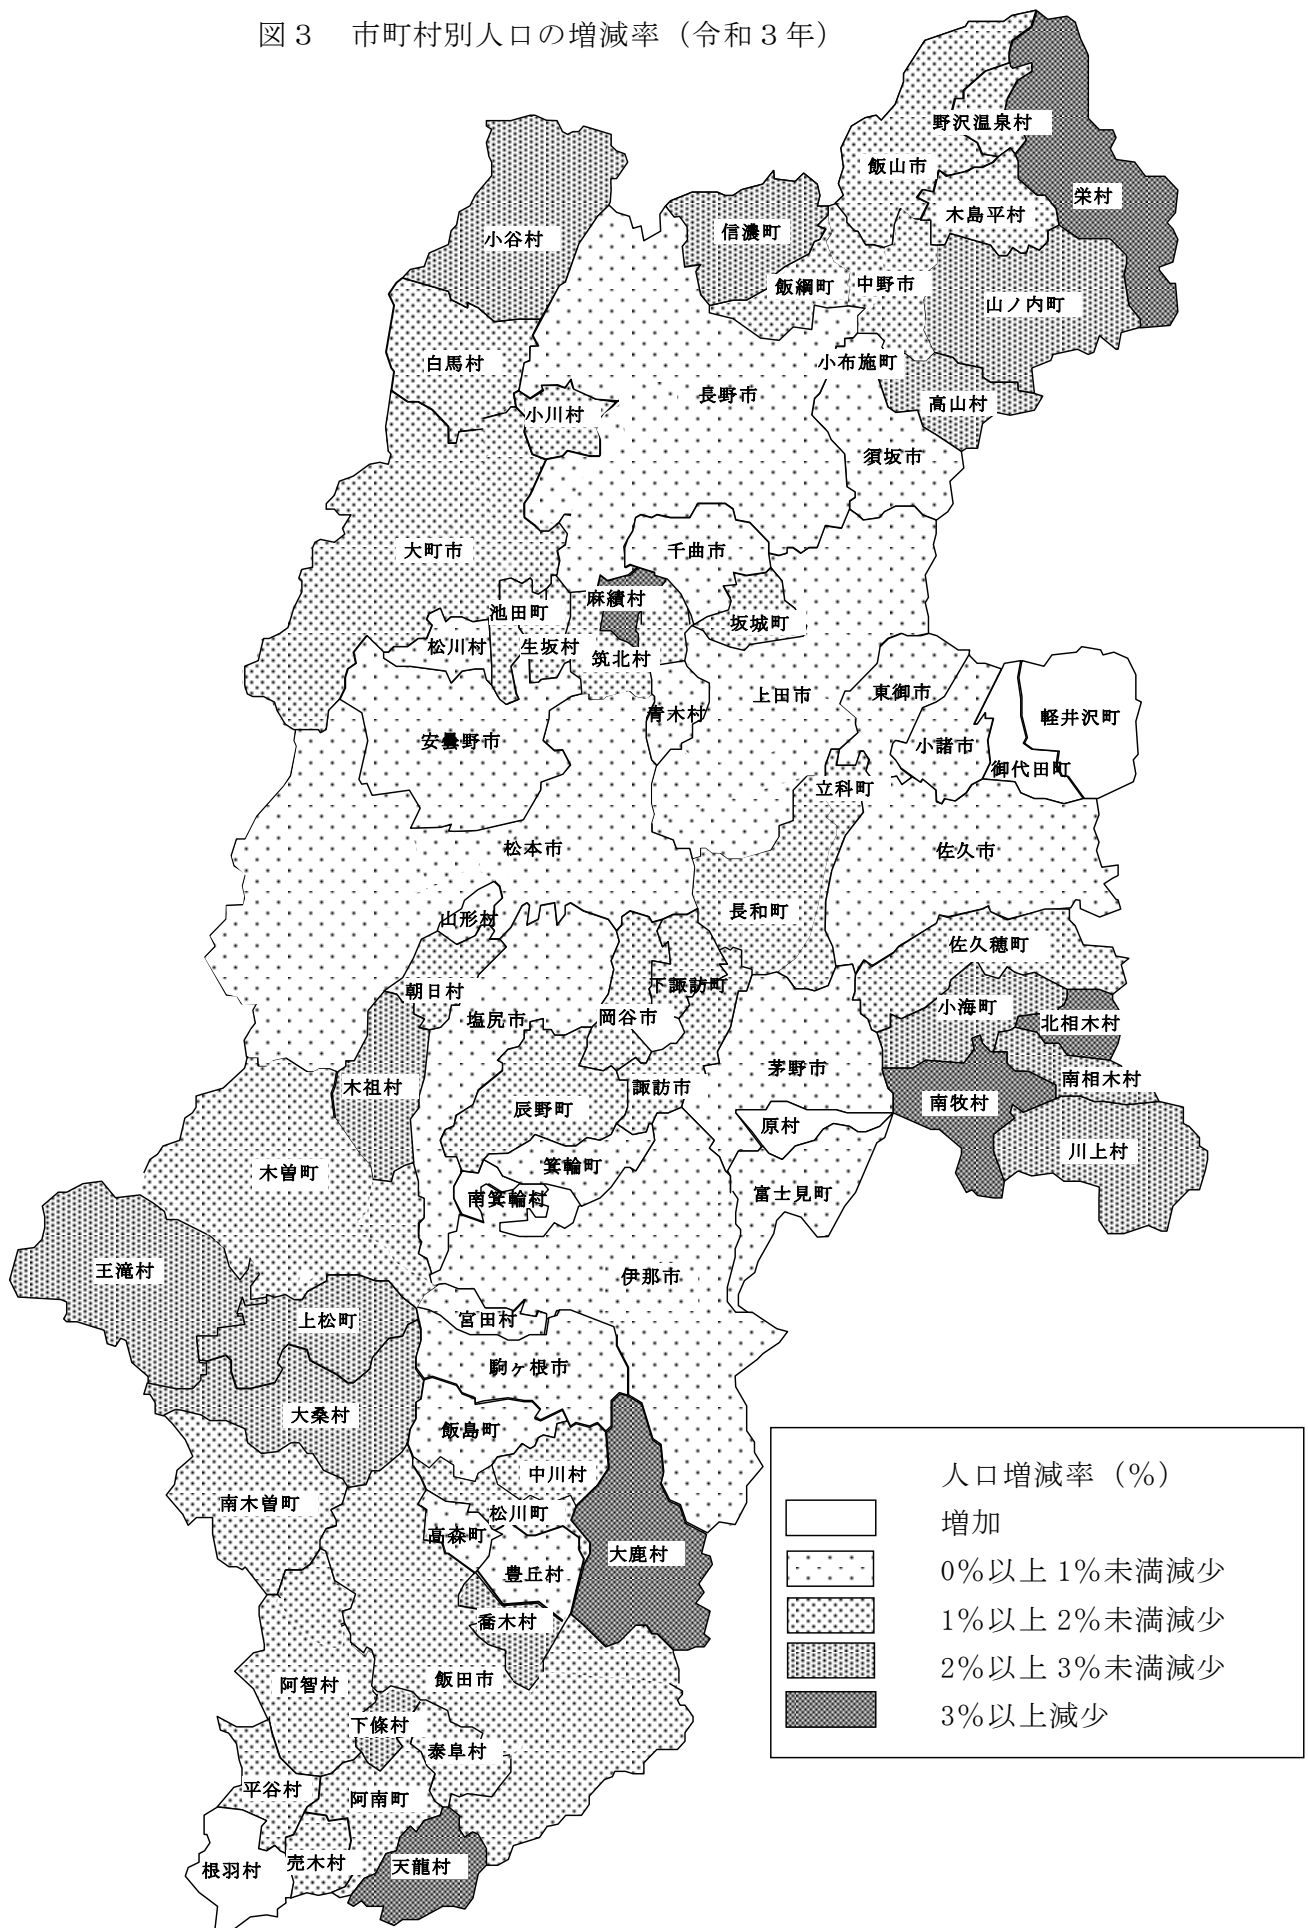 図３　市町村別人口の増減率（令和３年）
野沢温泉村
飯山市
栄村
木島平村
信濃町
小谷村
飯綱町
中野市
山ノ内町
白馬村
小布施町
長野市
高山村
小川村
須坂市
大町市
千曲市
麻績村
池田町
坂城町
松川村
生坂村
筑北村
上田市
東御市
青木村
軽井沢町
安曇野市
小諸市
御代田町
立科町
松本市
佐久市
長和町
山形村
佐久穂町
朝日村
下諏訪町
小海町
塩尻市
岡谷市
北相木村
茅野市
南相木村
木祖村
諏訪市
南牧村
辰野町
原村
川上村
箕輪町
木曽町
南箕輪村
富士見町
王滝村
伊那市
上松町
宮田村
駒ヶ根市
大桑村
飯島町
中川村
南木曽町
松川町
高森町
大鹿村
豊丘村
喬木村
飯田市
阿智村
下條村
泰阜村
平谷村
阿南町
売木村
天龍村
根羽村
人口増減率（％）
増加
0％以上 1％未満減少
1％以上 2％未満減少
2％以上 3％未満減少
3％以上減少